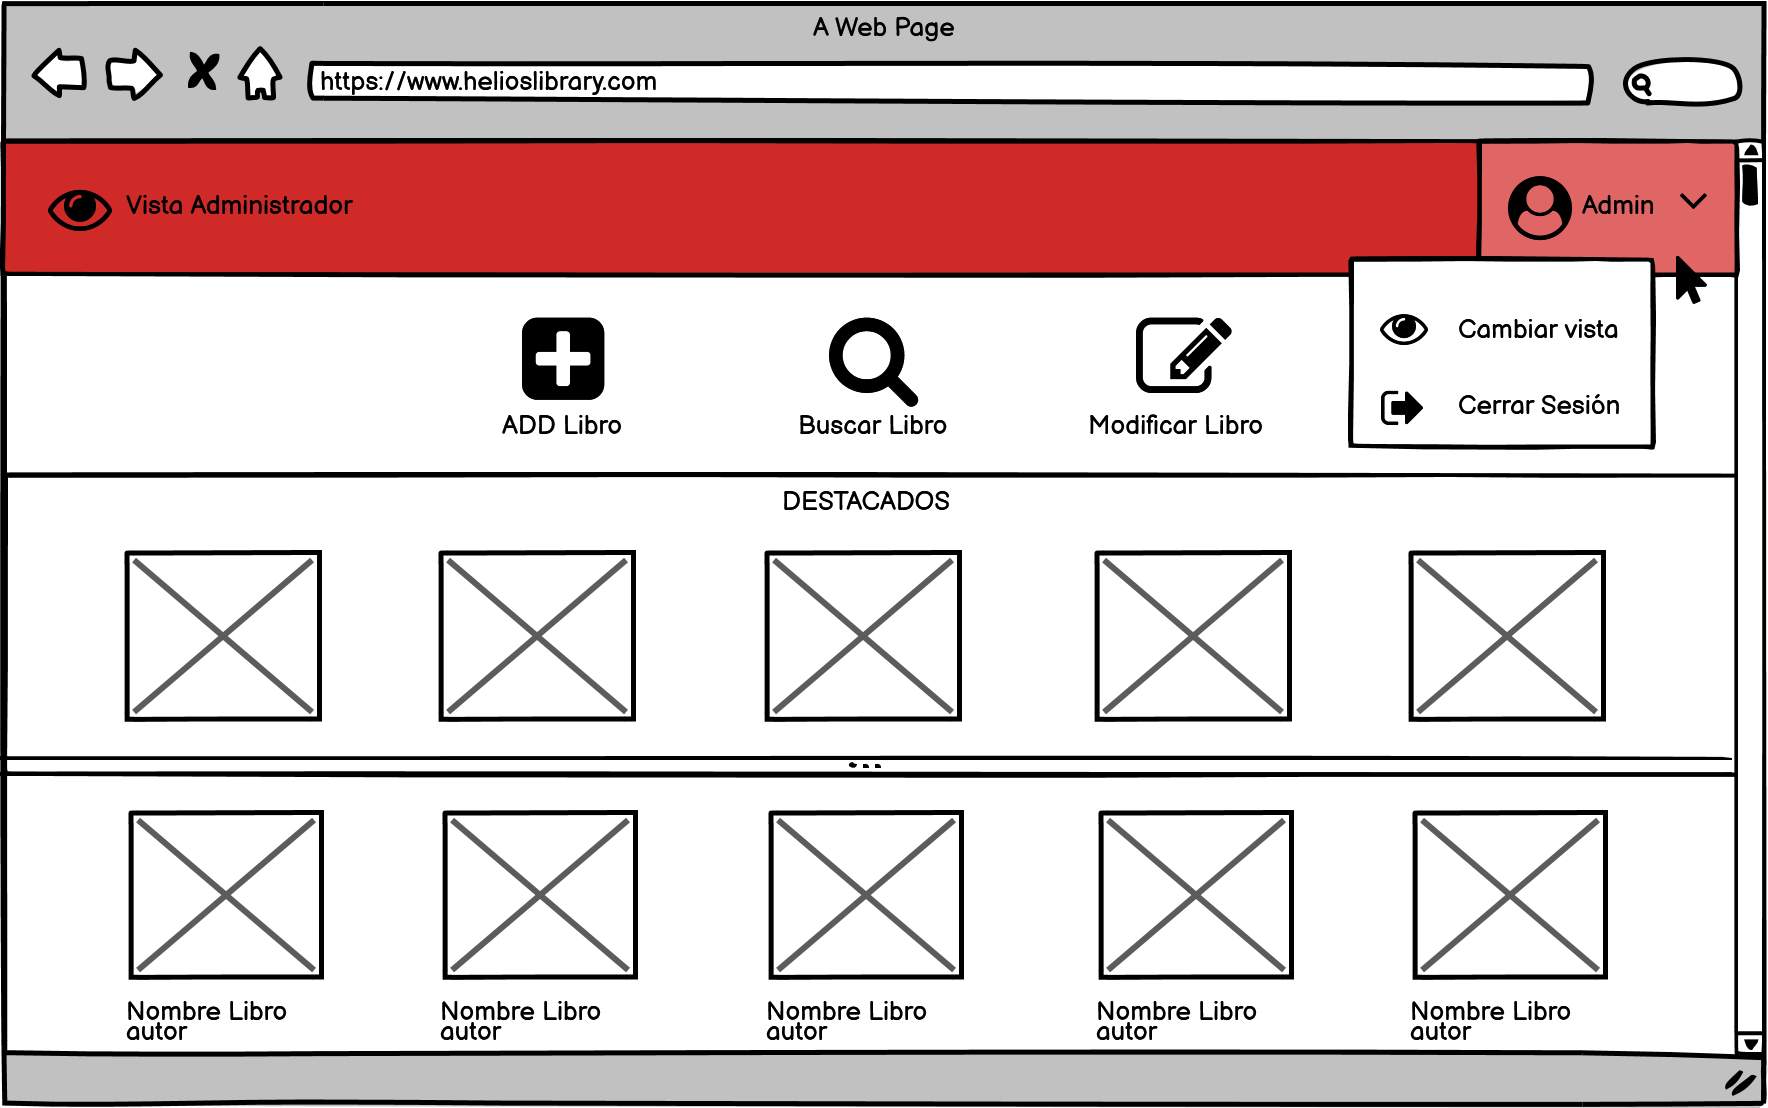 A Web Page
https://www.helioslibrary.com
Vista Administrador
Admin
Cambiar vista
Cerrar Sesión
ADD Libro
Buscar Libro
Modificar Libro
DESTACADOS
Nombre Libro
autor
Nombre Libro
autor
Nombre Libro
autor
Nombre Libro
autor
Nombre Libro
autor